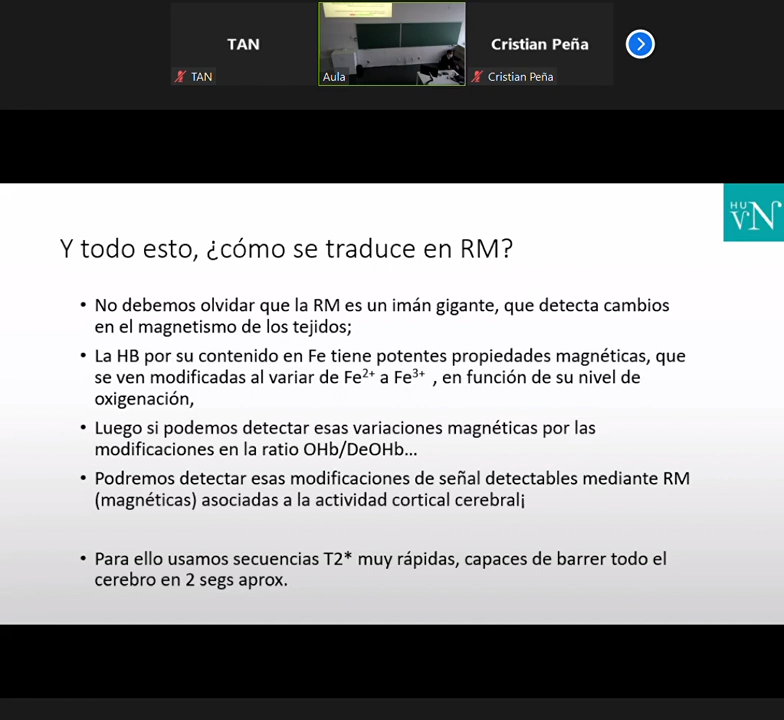 TAN
TAN
Aula
Cristian Peña
Cristian Peña
HU
VN
Y todo esto, ¿cómo se traduce en RM?
• No debemos olvidar que la RM es un imán gigante, que detecta cambios
en el magnetismo de los tejidos;
• La HB por su contenido en Fe tiene potentes propiedades magnéticas, que
se ven modificadas al variar de Fe²⁺ a Fe³⁺ , en función de su nivel de
oxigenación,
• Luego si podemos detectar esas variaciones magnéticas por las
modificaciones en la ratio OHb/DeOHb...
• Podremos detectar esas modificaciones de señal detectables mediante RM
(magnéticas) asociadas a la actividad cortical cerebral¡
• Para ello usamos secuencias T2* muy rápidas, capaces de barrer todo el
cerebro en 2 segs aprox.